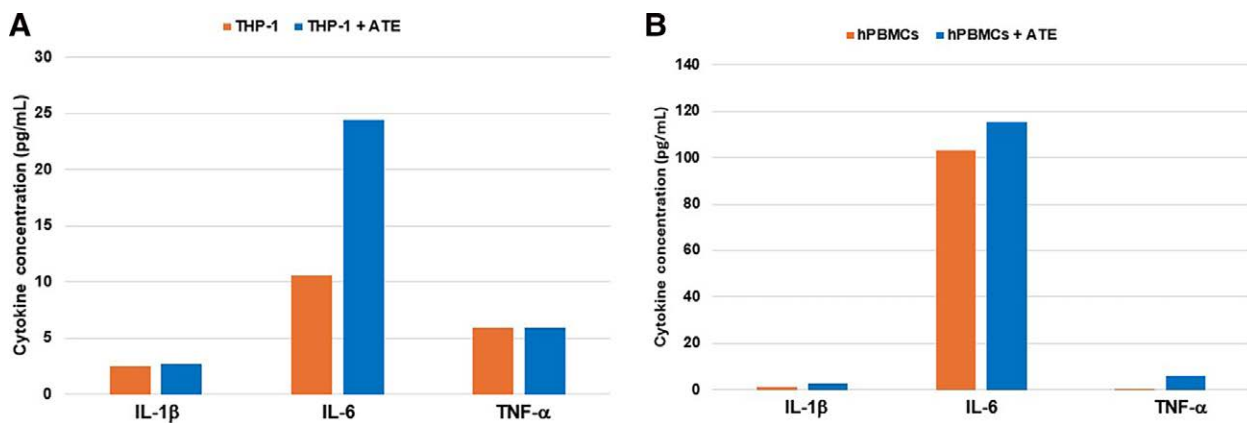 A
THP-1 THP-1 + ATE
Cytokine concentration (pg/mL)
30
25
20
15
10
5
0
IL-1β IL-6 TNF-α
B
hPBMCs hPBMCs + ATE
Cytokine concentration (pg/mL)
140
120
100
80
60
40
20
0
IL-1β IL-6 TNF-α